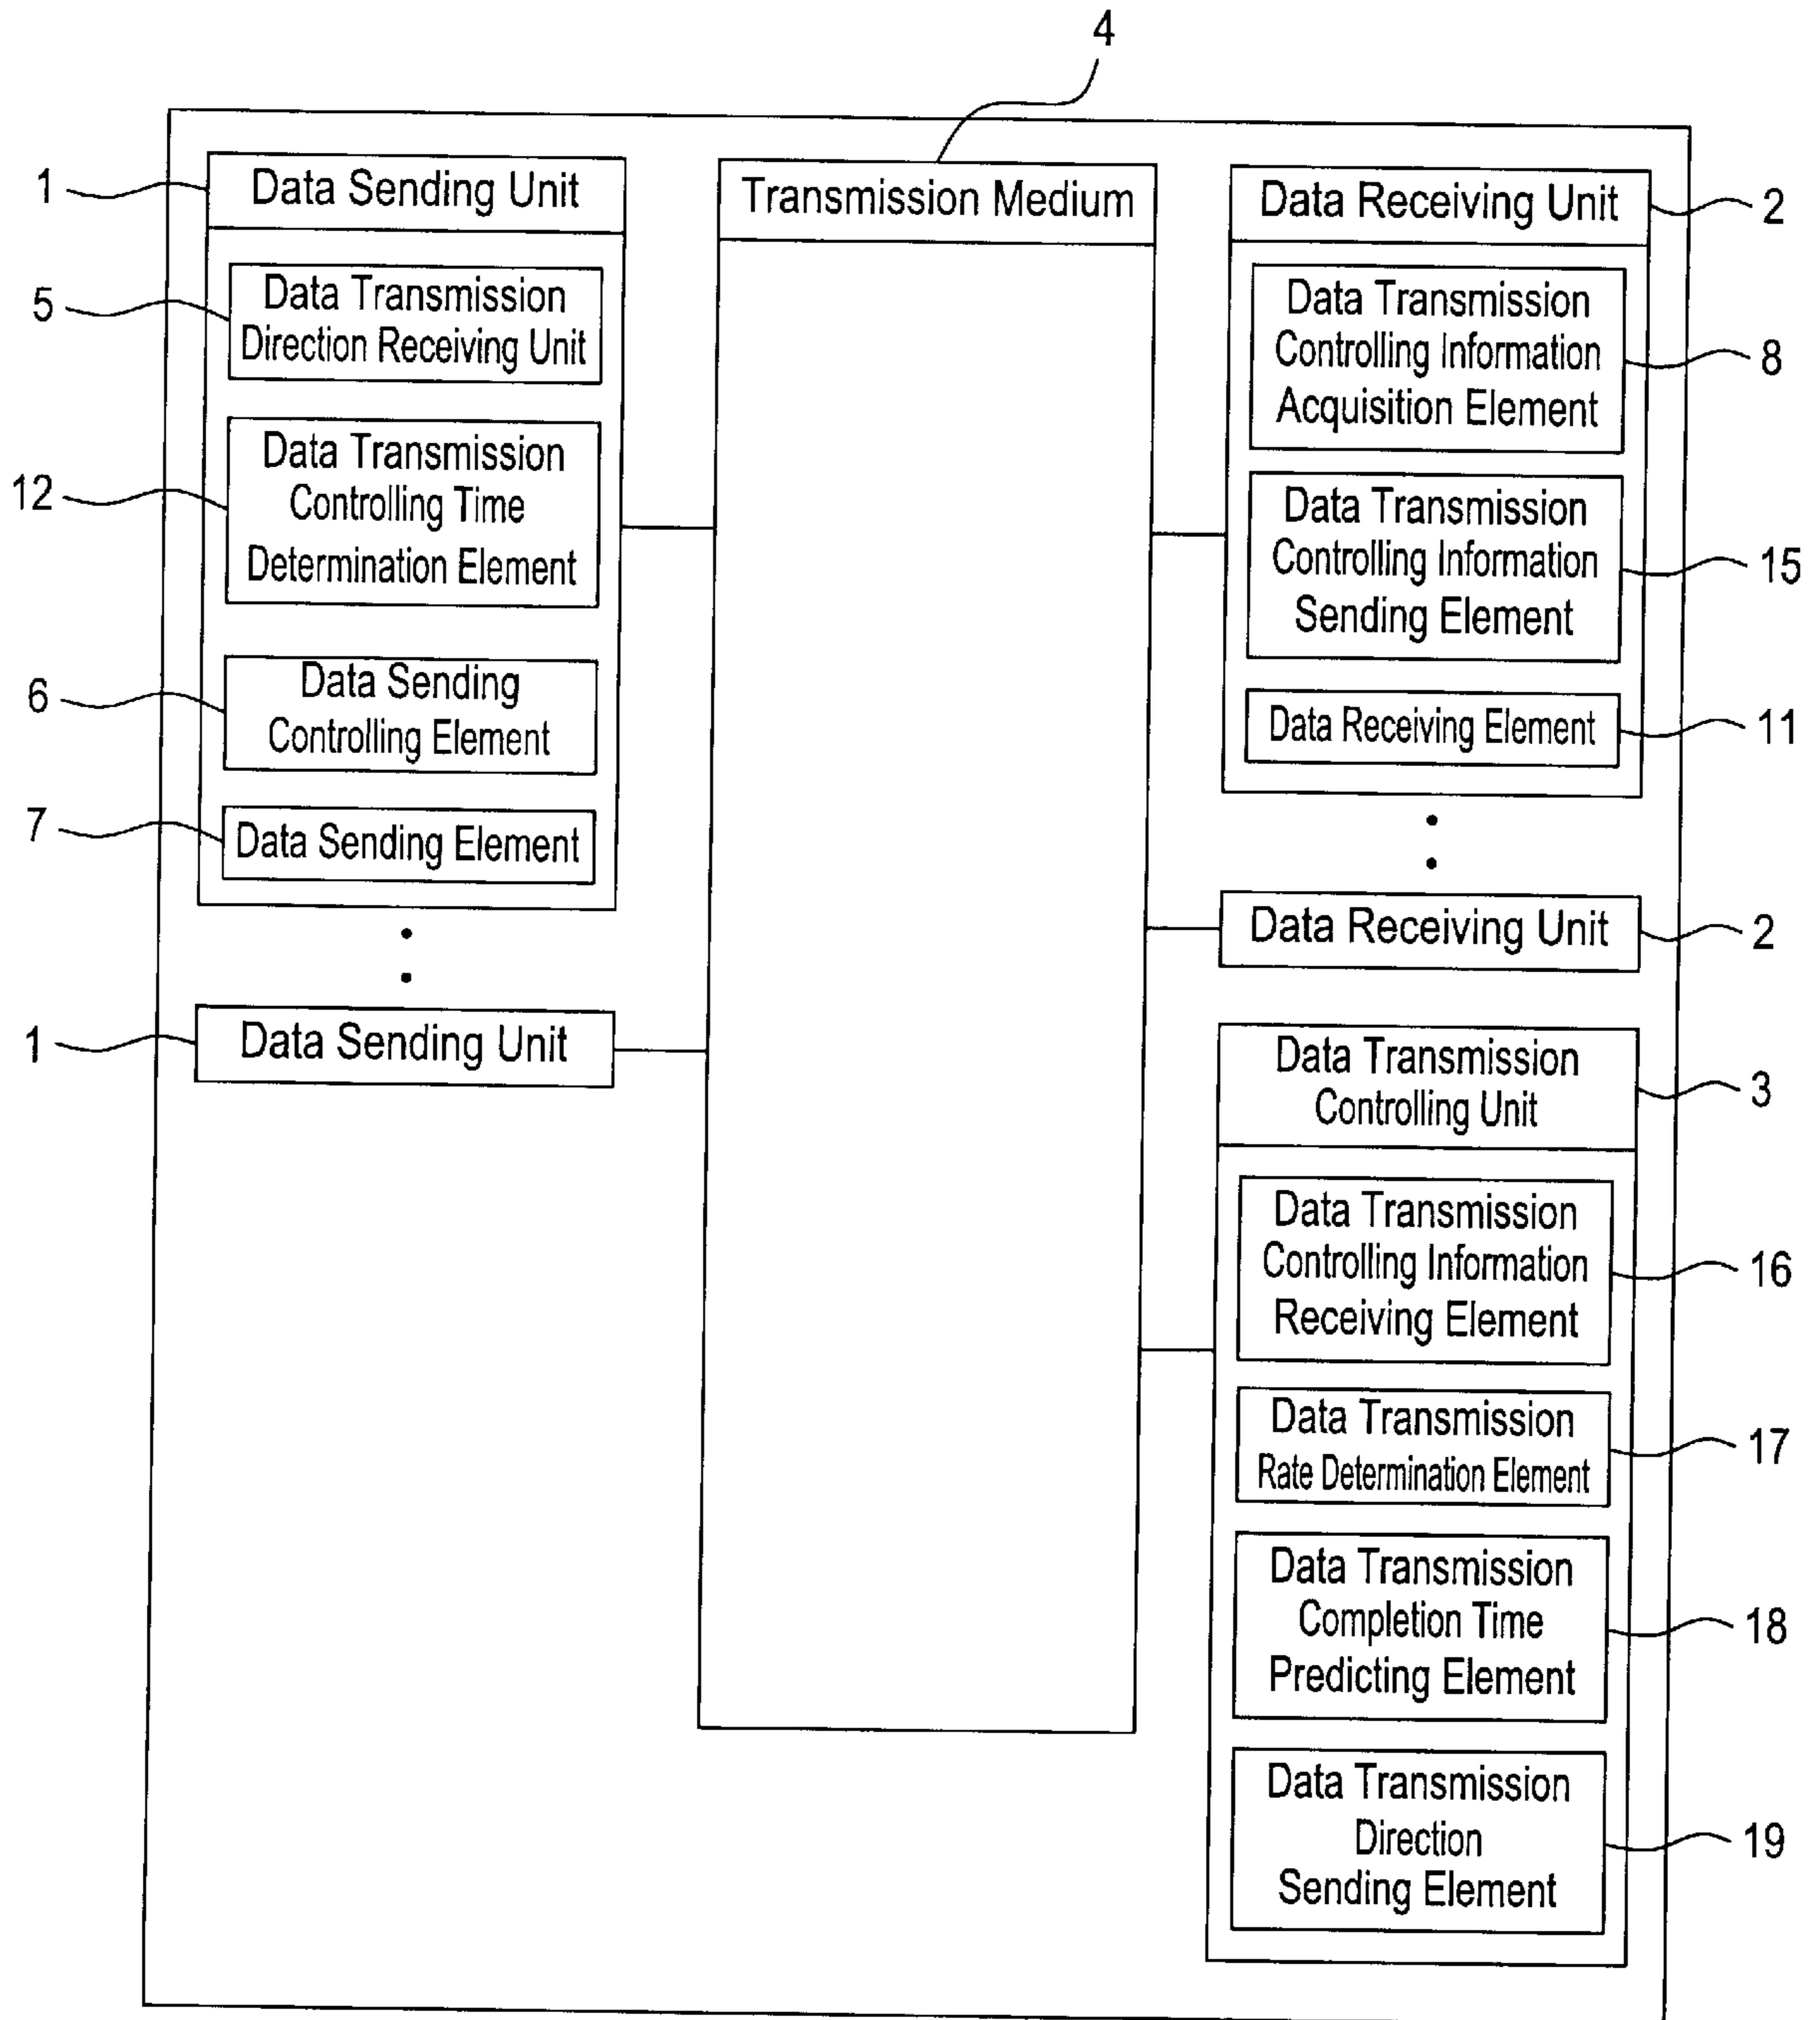 4
1
Data Sending Unit
5
Data Transmission
Direction Receiving Unit
12
Data Transmission
Controlling Time
Determination Element
6
Data Sending
Controlling Element
7
Data Sending Element
1
Data Sending Unit
Transmission Medium
Data Receiving Unit
2
Data Transmission
Controlling Information
Acquisition Element
8
Data Transmission
Controlling Information
Sending Element
15
Data Receiving Element
11
Data Receiving Unit
2
Data Transmission
Controlling Unit
3
Data Transmission
Controlling Information
Receiving Element
16
Data Transmission
Rate Determination Element
17
Data Transmission
Completion Time
Predicting Element
18
Data Transmission
Direction
Sending Element
19